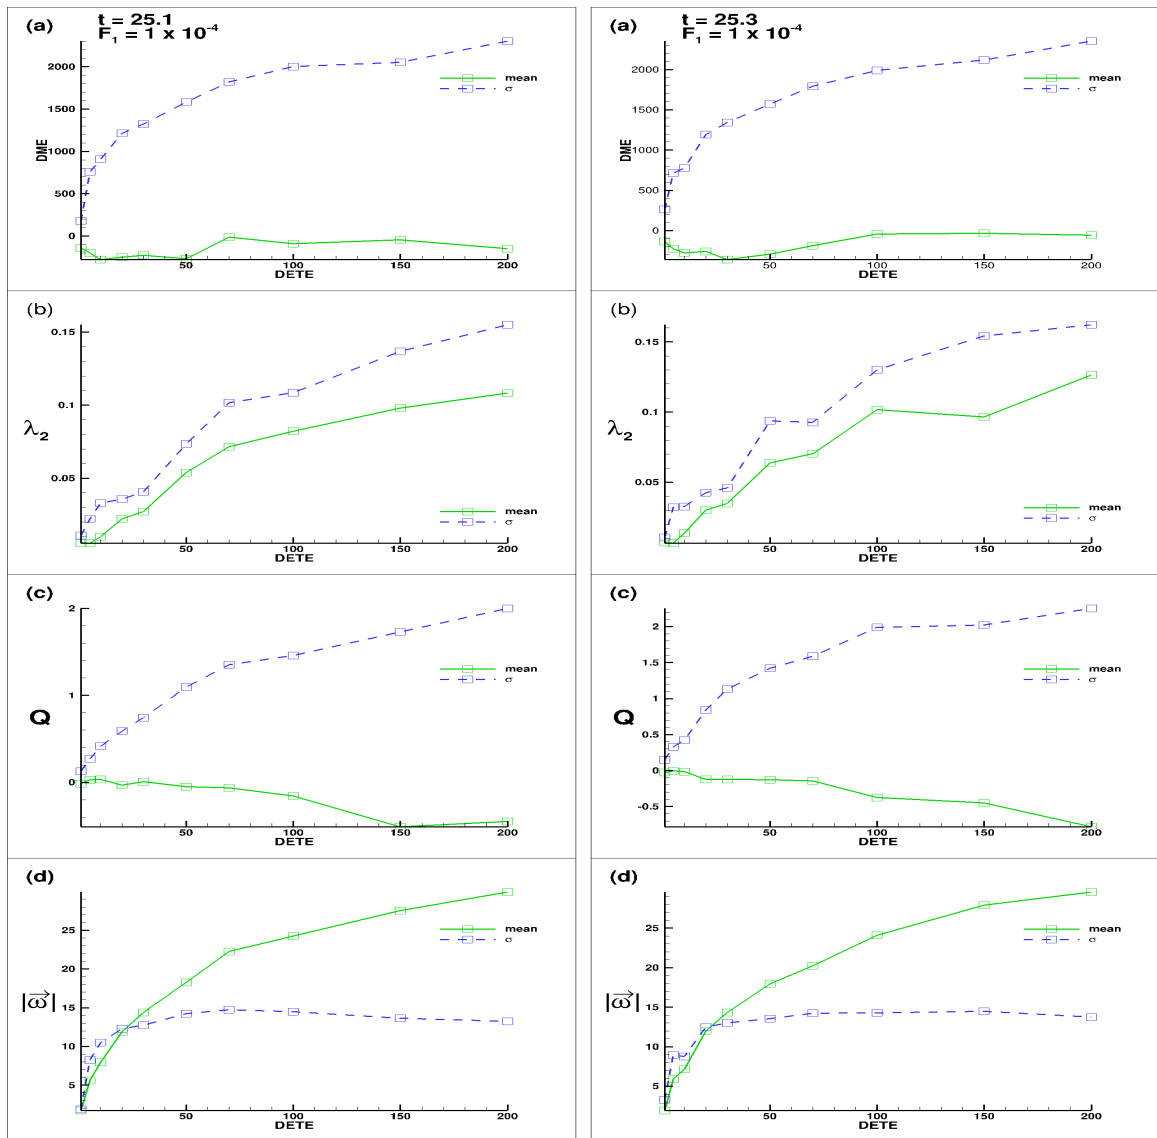 (a)
t = 25.1
F₁ = 1 x 10⁻⁴
2000
1500
1000
500
0
DME
mean
σ
50
100
150
200
DETE
(b)
0.15
0.1
0.05
λ₂
mean
σ
50
100
150
200
DETE
(c)
2
1
0
Q
mean
σ
50
100
150
200
DETE
(d)
25
20
15
10
5
|ω⃗|
mean
σ
50
100
150
200
DETE
(a)
t = 25.3
F₁ = 1 x 10⁻⁴
2000
1500
1000
500
0
DME
mean
σ
50
100
150
200
DETE
(b)
0.15
0.1
0.05
λ₂
mean
σ
50
100
150
200
DETE
(c)
2
1.5
1
0.5
0
-0.5
Q
mean
σ
50
100
150
200
DETE
(d)
25
20
15
10
5
|ω⃗|
mean
σ
50
100
150
200
DETE